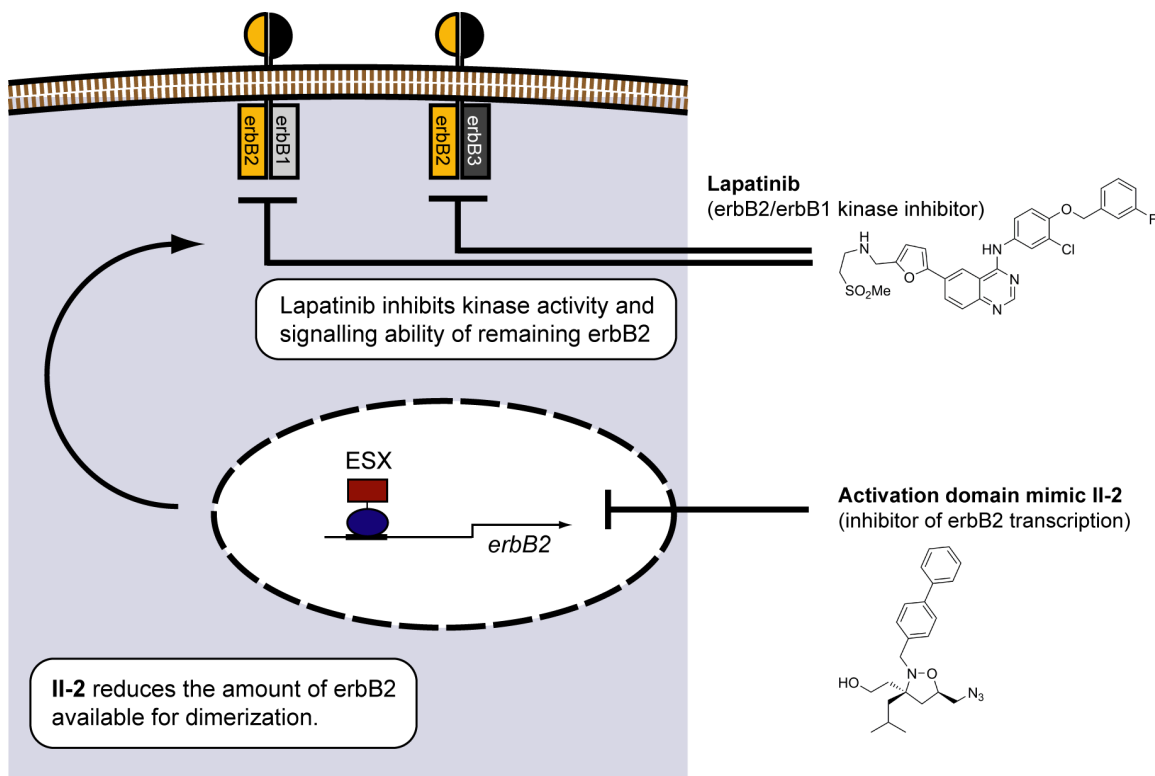 erbB2
erbB1
erbB2
erbB3
Lapatinib
(erbB2/erbB1 kinase inhibitor)
O
F
H
N
HN
Cl
O
N
SO2Me
N
Lapatinib inhibits kinase activity and
signalling ability of remaining erbB2
ESX
erbB2
Activation domain mimic II-2
(inhibitor of erbB2 transcription)
N
O
HO
N3
II-2 reduces the amount of erbB2
available for dimerization.